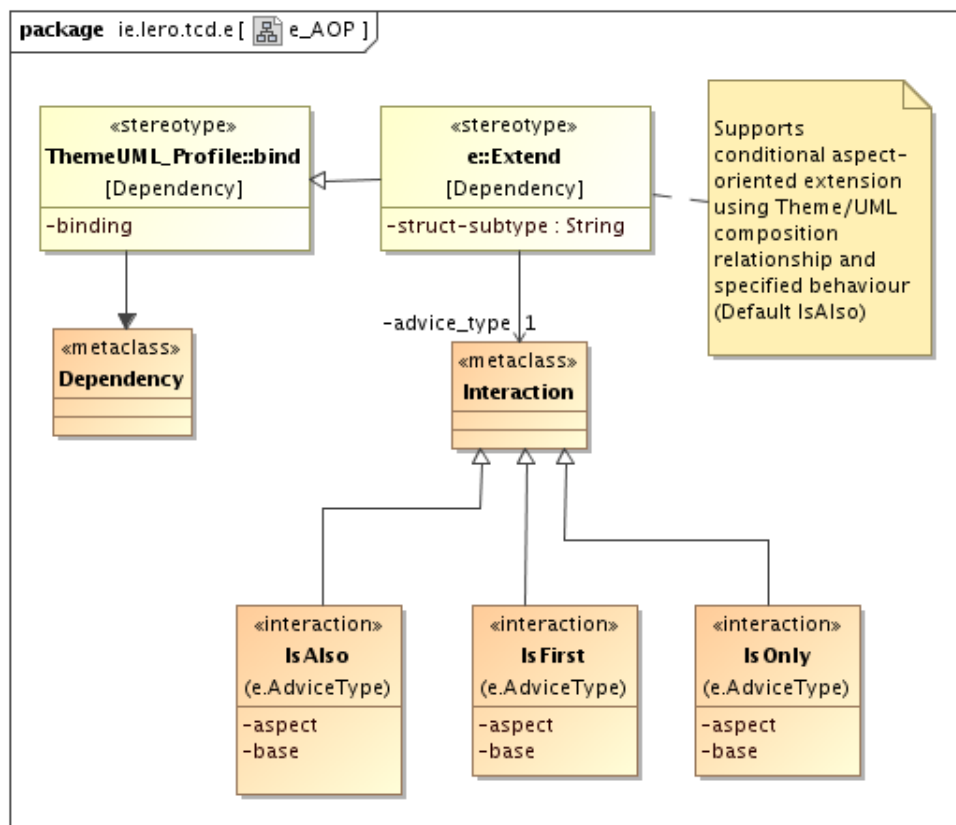 package ie.lero.tcd.e [ e_AOP ]
«stereotype»
ThemeUML_Profile::bind
[Dependency]
-binding
«stereotype»
e::Extend
[Dependency]
-struct-subtype : String
Supports
conditional aspect-
oriented extension
using Theme/UML
composition
relationship and
specified behaviour
(Default IsAlso)
-advice_type 1
«metaclass»
Dependency
«metaclass»
Interaction
«interaction»
IsAlso
(e.AdviceType)
-aspect
-base
«interaction»
IsFirst
(e.AdviceType)
-aspect
-base
«interaction»
IsOnly
(e.AdviceType)
-aspect
-base